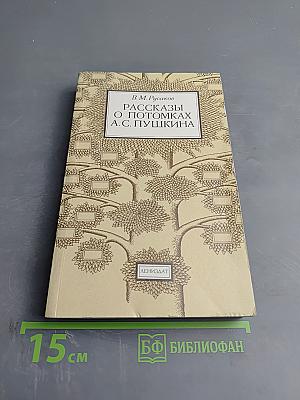 В. М. Русаков
РАССКАЗЫ
О ПОТОМКАХ
А. С. ПУШКИНА
ЛЕНИЗДАТ
15 см
БФ БИБЛИОФАН